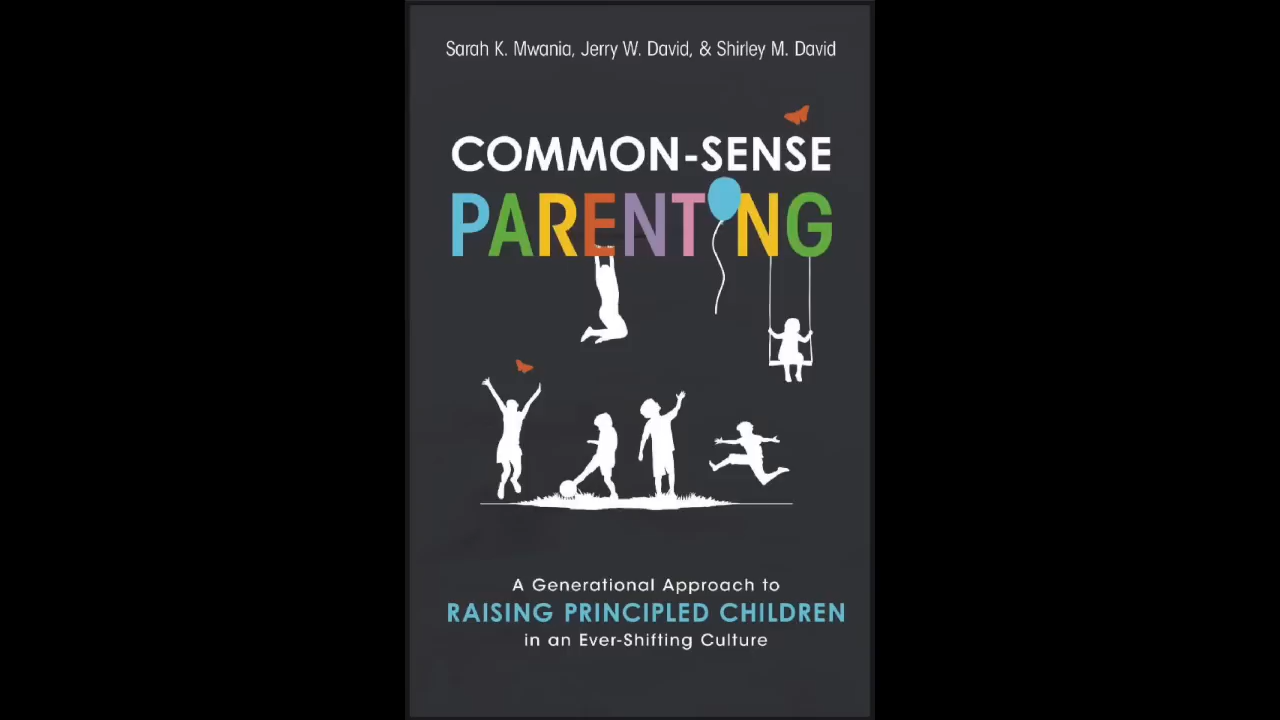 Sarah K. Mwania, Jerry W. David, & Shirley M. David
COMMON-SENSE
PARENTING
A Generational Approach to
RAISING PRINCIPLED CHILDREN
in an Ever-Shifting Culture